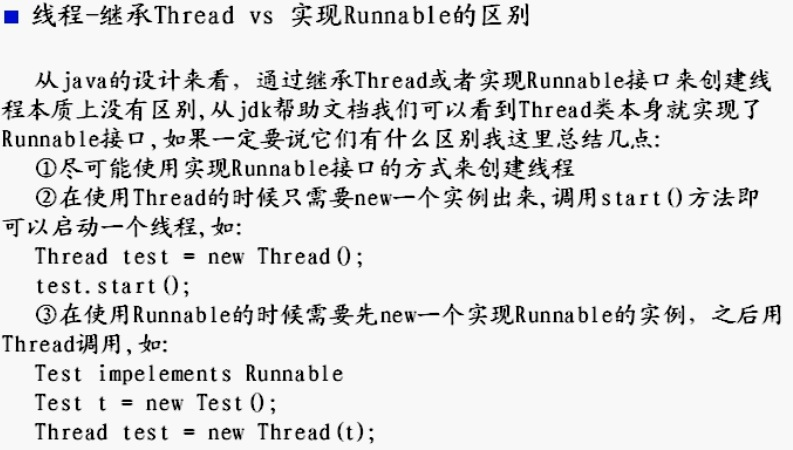 ■ 线程-继承Thread vs 实现Runnable的区别
从java的设计来看，通过继承Thread或者实现Runnable接口来创建线
程本质上没有区别,从jdk帮助文档我们可以看到Thread类本身就实现了
Runnable接口,如果一定要说它们有什么区别我这里总结几点:
①尽可能使用实现Runnable接口的方式来创建线程
②在使用Thread的时候只需要new一个实例出来,调用start()方法即
可以启动一个线程,如:
Thread test = new Thread();
test.start();
③在使用Runnable的时候需要先new一个实现Runnable的实例，之后用
Thread调用,如:
Test impelements Runnable
Test t = new Test();
Thread test = new Thread(t);